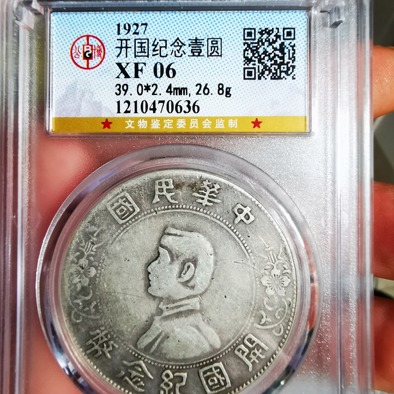 1927
开国纪念壹圆
XF 06
39.0*2.4mm,26.8g
1210470636
★ 文物鉴定委员会监制 ★
中華民國
開國紀念幣